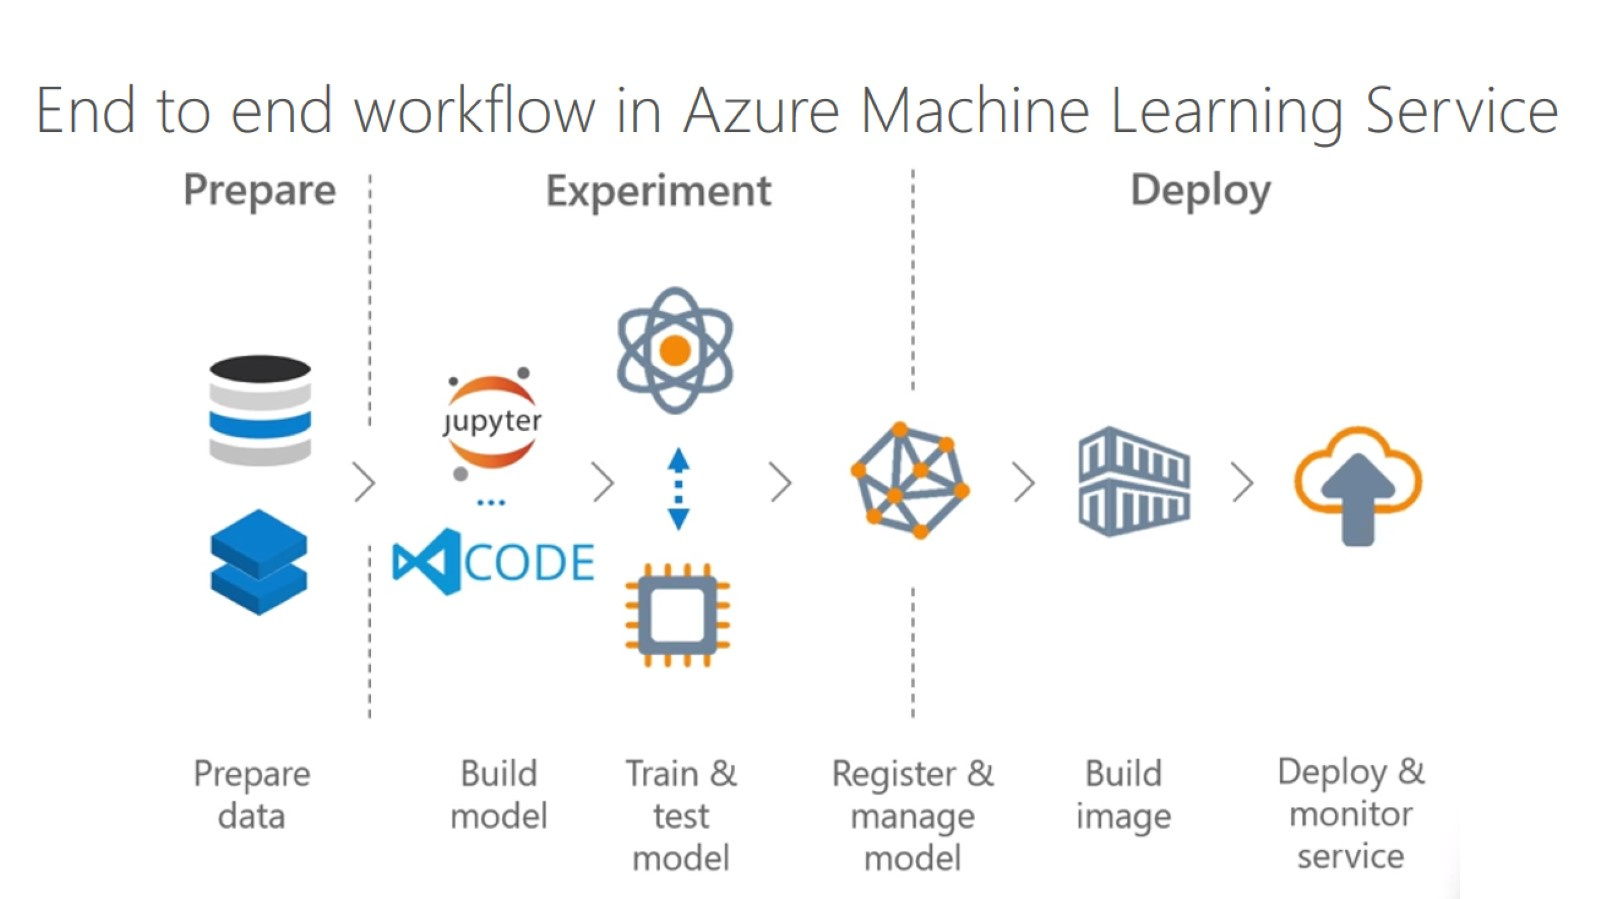 End to end workflow in Azure Machine Learning Service
Prepare
Experiment
Deploy
jupyter
...
CODE
Prepare
data
Build
model
Train &
test
model
Register &
manage
model
Build
image
Deploy &
monitor
service